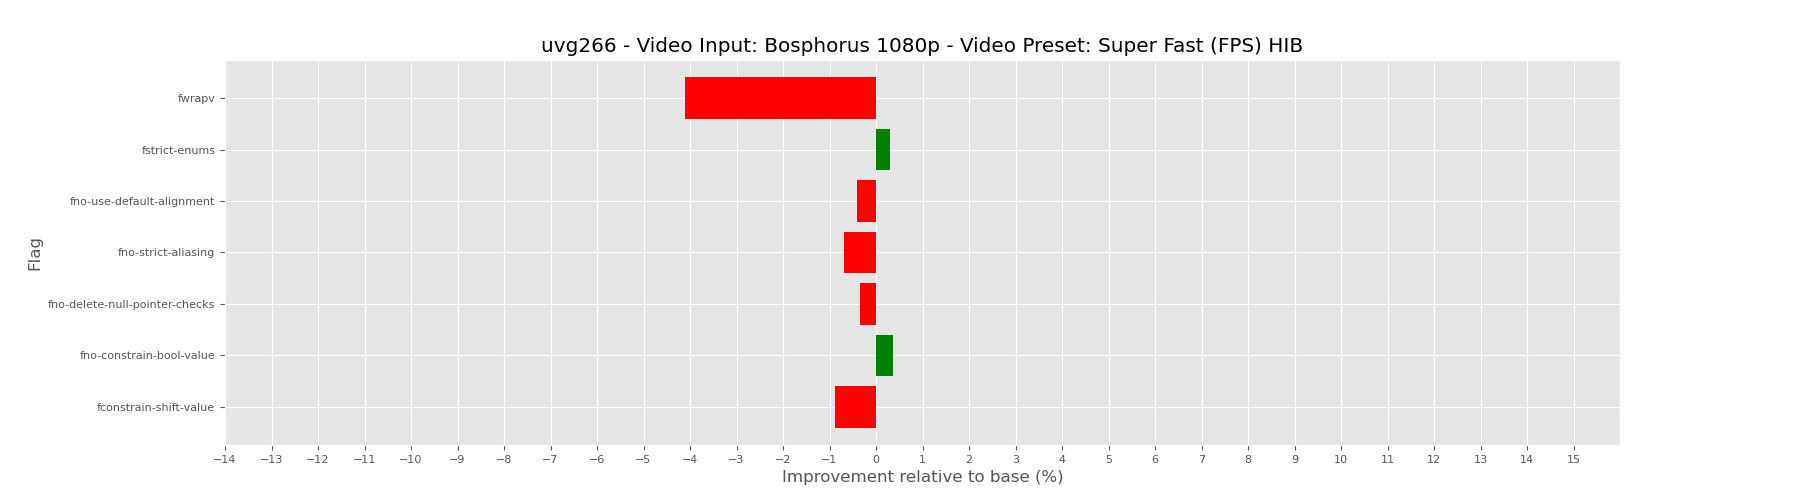 uvg266 - Video Input: Bosphorus 1080p - Video Preset: Super Fast (FPS) HIB
Flag
fwrapv
fstrict-enums
fno-use-default-alignment
fno-strict-aliasing
fno-delete-null-pointer-checks
fno-constrain-bool-value
fconstrain-shift-value
−14 −13 −12 −11 −10 −9 −8 −7 −6 −5 −4 −3 −2 −1 0 1 2 3 4 5 6 7 8 9 10 11 12 13 14 15
Improvement relative to base (%)